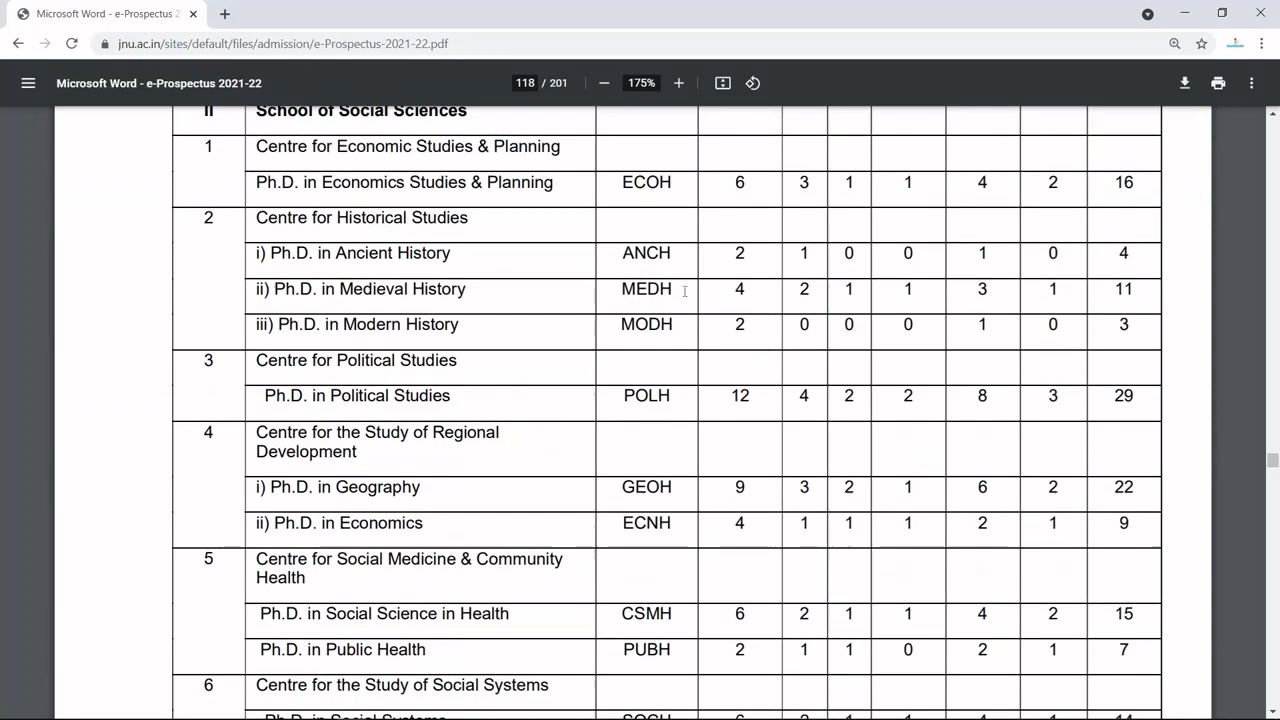 Microsoft Word - e-Prospectus 2
jnu.ac.in/sites/default/files/admission/e-Prospectus-2021-22.pdf
Microsoft Word - e-Prospectus 2021-22
118 / 201
175%
II School of Social Sciences
1 Centre for Economic Studies & Planning
Ph.D. in Economics Studies & Planning ECOH 6 3 1 1 4 2 16
2 Centre for Historical Studies
i) Ph.D. in Ancient History ANCH 2 1 0 0 1 0 4
ii) Ph.D. in Medieval History MEDH 4 2 1 1 3 1 11
iii) Ph.D. in Modern History MODH 2 0 0 0 1 0 3
3 Centre for Political Studies
Ph.D. in Political Studies POLH 12 4 2 2 8 3 29
4 Centre for the Study of Regional
Development
i) Ph.D. in Geography GEOH 9 3 2 1 6 2 22
ii) Ph.D. in Economics ECNH 4 1 1 1 2 1 9
5 Centre for Social Medicine & Community
Health
Ph.D. in Social Science in Health CSMH 6 2 1 1 4 2 15
Ph.D. in Public Health PUBH 2 1 1 0 2 1 7
6 Centre for the Study of Social Systems
Ph.D. in Social Systems